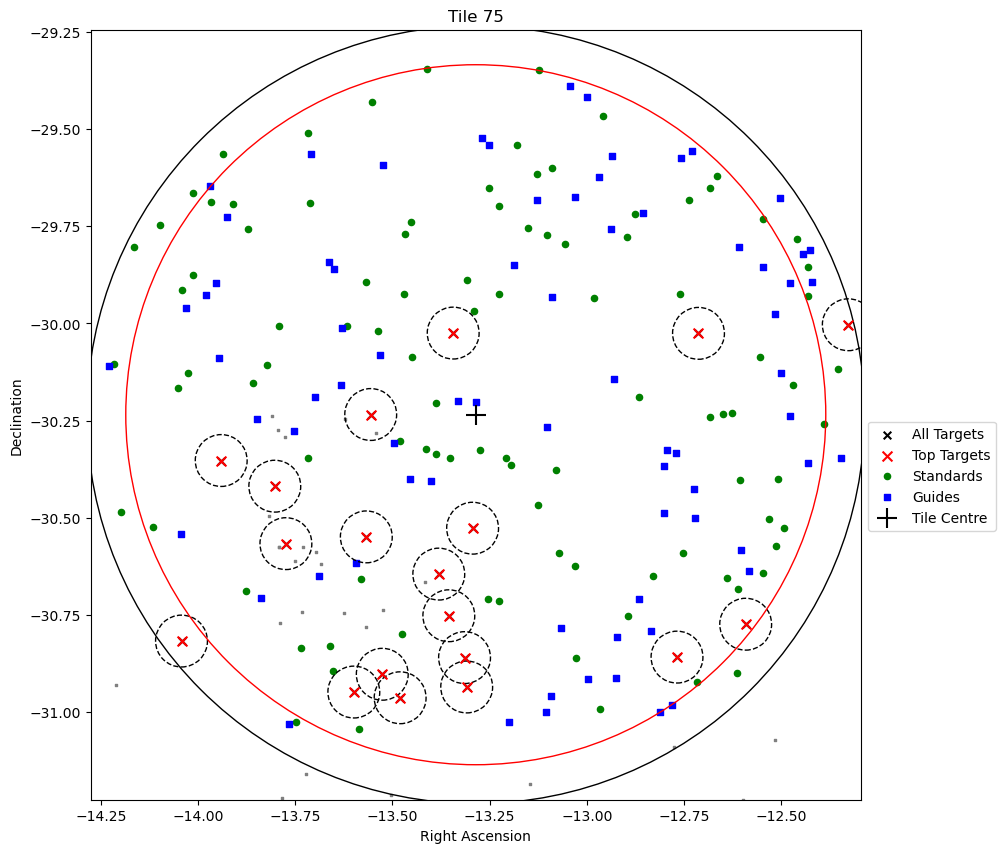 Tile 75
−29.25
−29.50
−29.75
−30.00
−30.25
−30.50
−30.75
−31.00
Declination
−14.25 −14.00 −13.75 −13.50 −13.25 −13.00 −12.75 −12.50
Right Ascension
All Targets
Top Targets
Standards
Guides
Tile Centre